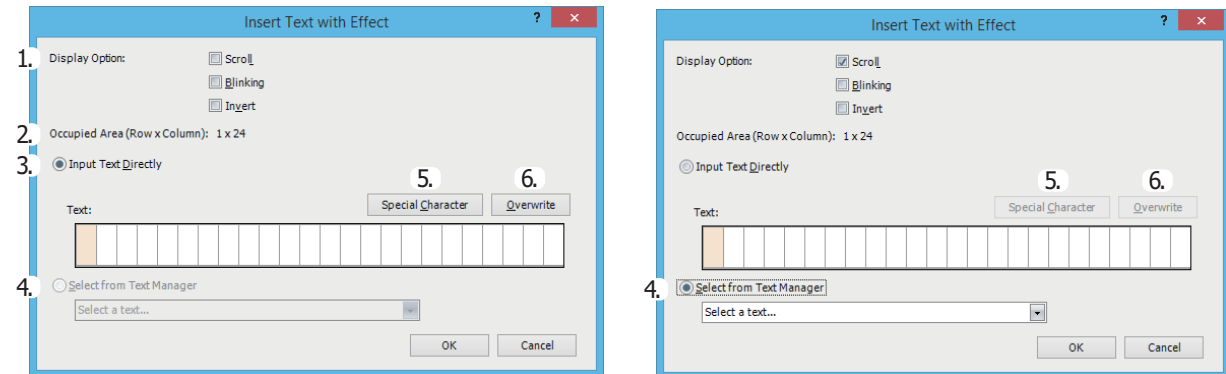 Insert Text with Effect
?
×
1. Display Option:
Scroll
Blinking
Invert
2. Occupied Area (Row x Column): 1 x 24
3. Input Text Directly
5.
6.
Text:
Special Character
Overwrite
4. Select from Text Manager
Select a text...
OK
Cancel
Insert Text with Effect
?
×
Display Option:
Scroll
Blinking
Invert
Occupied Area (Row x Column): 1 x 24
Input Text Directly
5.
6.
Text:
Special Character
Overwrite
4. Select from Text Manager
Select a text...
OK
Cancel